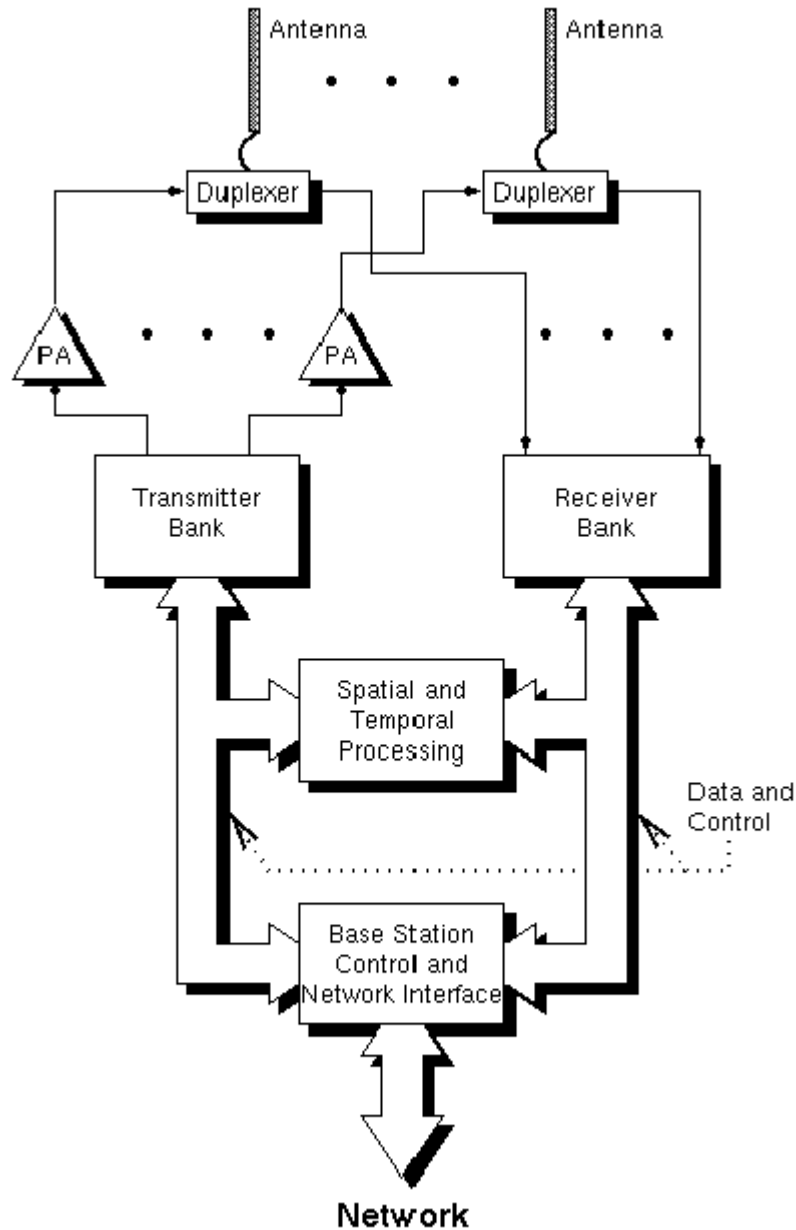 Antenna
Antenna
Duplexer
Duplexer
PA
PA
Transmitter
Bank
Receiver
Bank
Spatial and
Temporal
Processing
Data and
Control
Base Station
Control and
Network Interface
Network